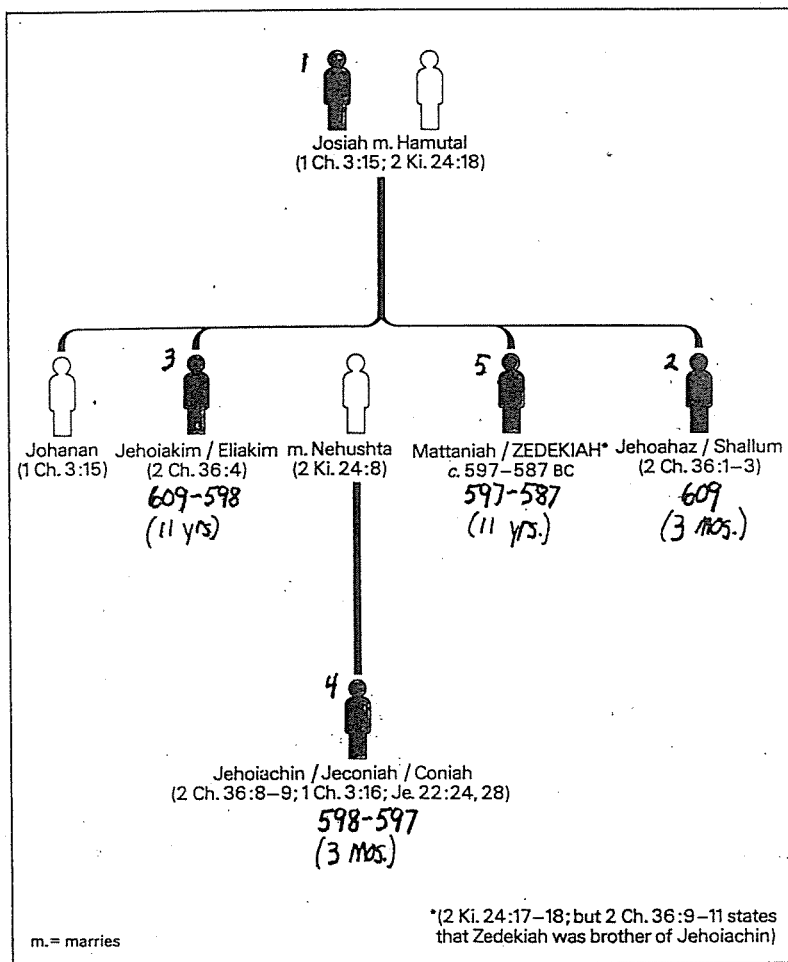 1
Josiah m. Hamutal
(1 Ch. 3:15; 2 Ki. 24:18)
3
5
2
Johanan
(1 Ch. 3:15)
Jehoiakim / Eliakim
(2 Ch. 36:4)
609-598
(11 yrs)
m. Nehushta
(2 Ki. 24:8)
Mattaniah / ZEDEKIAH*
c. 597–587 BC
597-587
(11 yrs.)
Jehoahaz / Shallum
(2 Ch. 36:1–3)
609
(3 mos.)
4
Jehoiachin / Jeconiah / Coniah
(2 Ch. 36:8–9; 1 Ch. 3:16; Je. 22:24, 28)
598-597
(3 mos.)
m. = marries
*(2 Ki. 24:17–18; but 2 Ch. 36:9–11 states
that Zedekiah was brother of Jehoiachin)